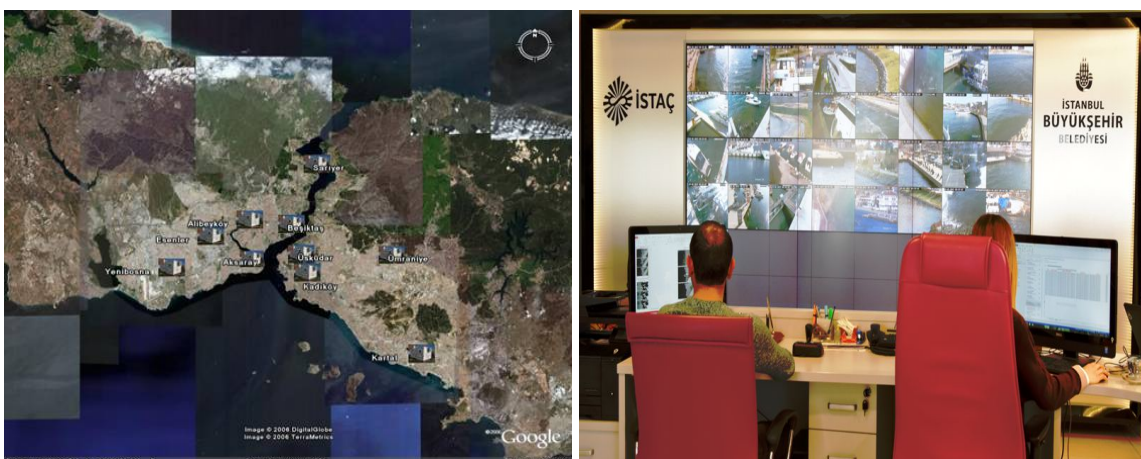 N
Sarıyer
Alibeyköy
Beşiktaş
Esenler
Üsküdar
Ümraniye
Aksaray
Yenibosna
Kadıköy
Kartal
Image © 2006 DigitalGlobe
Image © 2006 TerraMetrics
Google
İSTAÇ
İSTANBUL
BÜYÜKŞEHİR
BELEDİYESİ